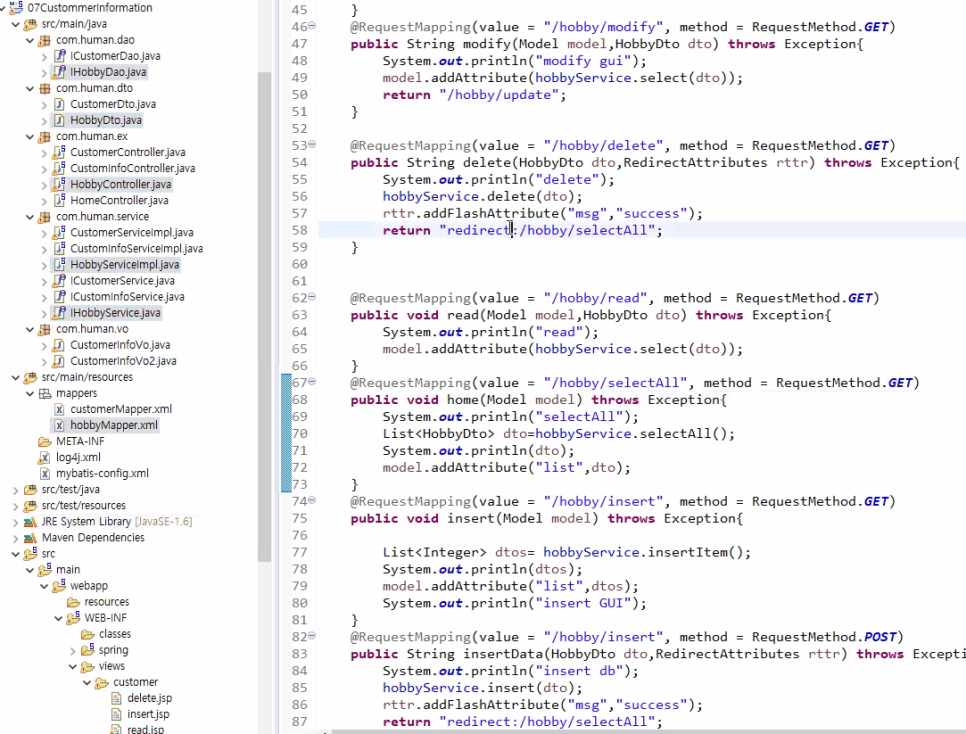 07CustommerInformation
src/main/java
com.human.dao
ICustomerDao.java
IHobbyDao.java
com.human.dto
CustomerDto.java
HobbyDto.java
com.human.ex
CustomerController.java
CustomInfoController.java
HobbyController.java
HomeController.java
com.human.service
CustomerServiceImpl.java
CustomInfoServiceImpl.java
HobbyServiceImpl.java
ICustomerService.java
ICustomInfoService.java
IHobbyService.java
com.human.vo
CustomerInfoVo.java
CustomerInfoVo2.java
src/main/resources
mappers
customerMapper.xml
hobbyMapper.xml
META-INF
log4j.xml
mybatis-config.xml
src/test/java
src/test/resources
JRE System Library [JavaSE-1.6]
Maven Dependencies
src
main
webapp
resources
WEB-INF
classes
spring
views
customer
delete.jsp
insert.jsp
read.jsp
45 }
46 @RequestMapping(value = "/hobby/modify", method = RequestMethod.GET)
47 public String modify(Model model,HobbyDto dto) throws Exception{
48 System.out.println("modify gui");
49 model.addAttribute(hobbyService.select(dto));
50 return "/hobby/update";
51 }
52
53 @RequestMapping(value = "/hobby/delete", method = RequestMethod.GET)
54 public String delete(HobbyDto dto,RedirectAttributes rttr) throws Exception{
55 System.out.println("delete");
56 hobbyService.delete(dto);
57 rttr.addFlashAttribute("msg","success");
58 return "redirect:/hobby/selectAll";
59 }
60
61
62 @RequestMapping(value = "/hobby/read", method = RequestMethod.GET)
63 public void read(Model model,HobbyDto dto) throws Exception{
64 System.out.println("read");
65 model.addAttribute(hobbyService.select(dto));
66 }
67 @RequestMapping(value = "/hobby/selectAll", method = RequestMethod.GET)
68 public void home(Model model) throws Exception{
69 System.out.println("selectAll");
70 List<HobbyDto> dto=hobbyService.selectAll();
71 System.out.println(dto);
72 model.addAttribute("list",dto);
73 }
74 @RequestMapping(value = "/hobby/insert", method = RequestMethod.GET)
75 public void insert(Model model) throws Exception{
76
77 List<Integer> dtos= hobbyService.insertItem();
78 System.out.println(dtos);
79 model.addAttribute("list",dtos);
80 System.out.println("insert GUI");
81 }
82 @RequestMapping(value = "/hobby/insert", method = RequestMethod.POST)
83 public String insertData(HobbyDto dto,RedirectAttributes rttr) throws Excepti
84 System.out.println("insert db");
85 hobbyService.insert(dto);
86 rttr.addFlashAttribute("msg","success");
87 return "redirect:/hobby/selectAll";